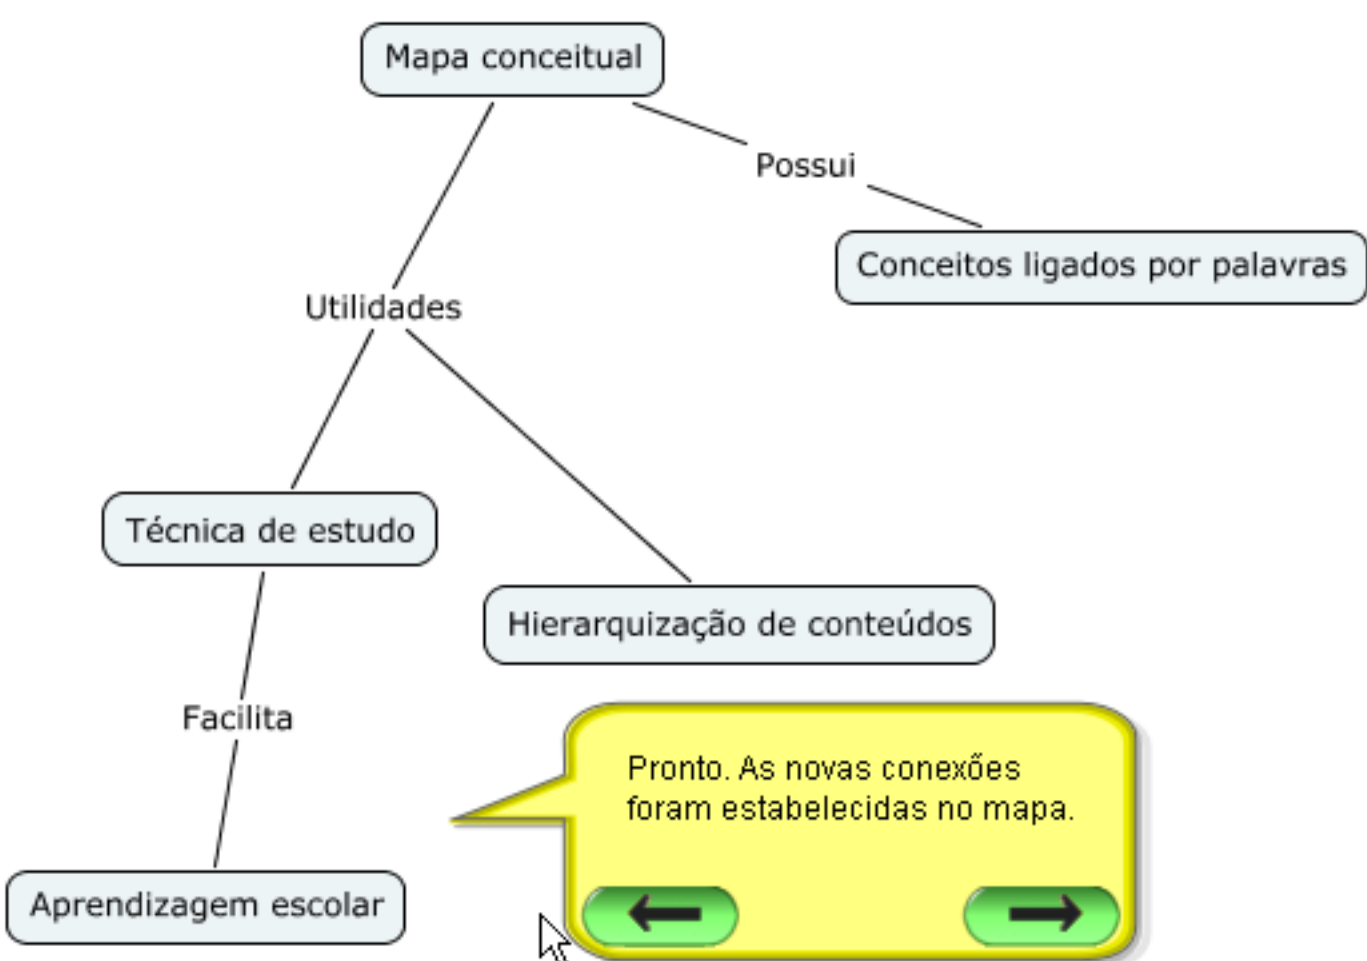 Mapa conceitual
Possui
Conceitos ligados por palavras
Utilidades
Técnica de estudo
Hierarquização de conteúdos
Facilita
Aprendizagem escolar
Pronto. As novas conexões
foram estabelecidas no mapa.